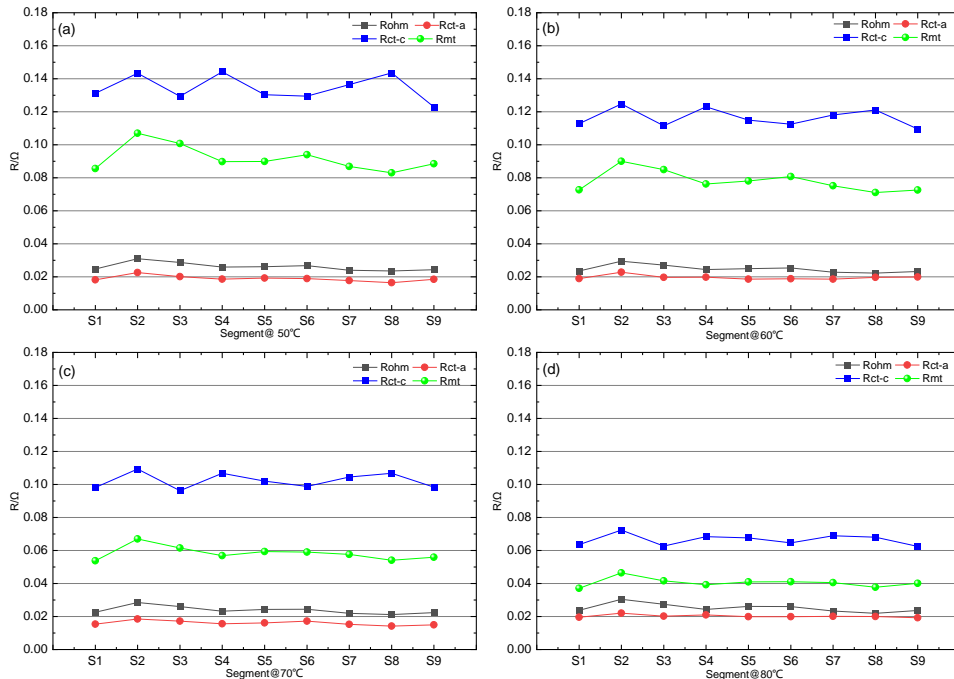 (a)
Rohm Rct-a
Rct-c Rmt
0.18
0.16
0.14
0.12
0.10
0.08
0.06
0.04
0.02
0.00
R/Ω
S1 S2 S3 S4 S5 S6 S7 S8 S9
Segment@ 50℃
(b)
Rohm Rct-a
Rct-c Rmt
0.18
0.16
0.14
0.12
0.10
0.08
0.06
0.04
0.02
0.00
R/Ω
S1 S2 S3 S4 S5 S6 S7 S8 S9
Segment@60℃
(c)
Rohm Rct-a
Rct-c Rmt
0.18
0.16
0.14
0.12
0.10
0.08
0.06
0.04
0.02
0.00
R/Ω
S1 S2 S3 S4 S5 S6 S7 S8 S9
Segment@70℃
(d)
Rohm Rct-a
Rct-c Rmt
0.18
0.16
0.14
0.12
0.10
0.08
0.06
0.04
0.02
0.00
R/Ω
S1 S2 S3 S4 S5 S6 S7 S8 S9
Segment@80℃